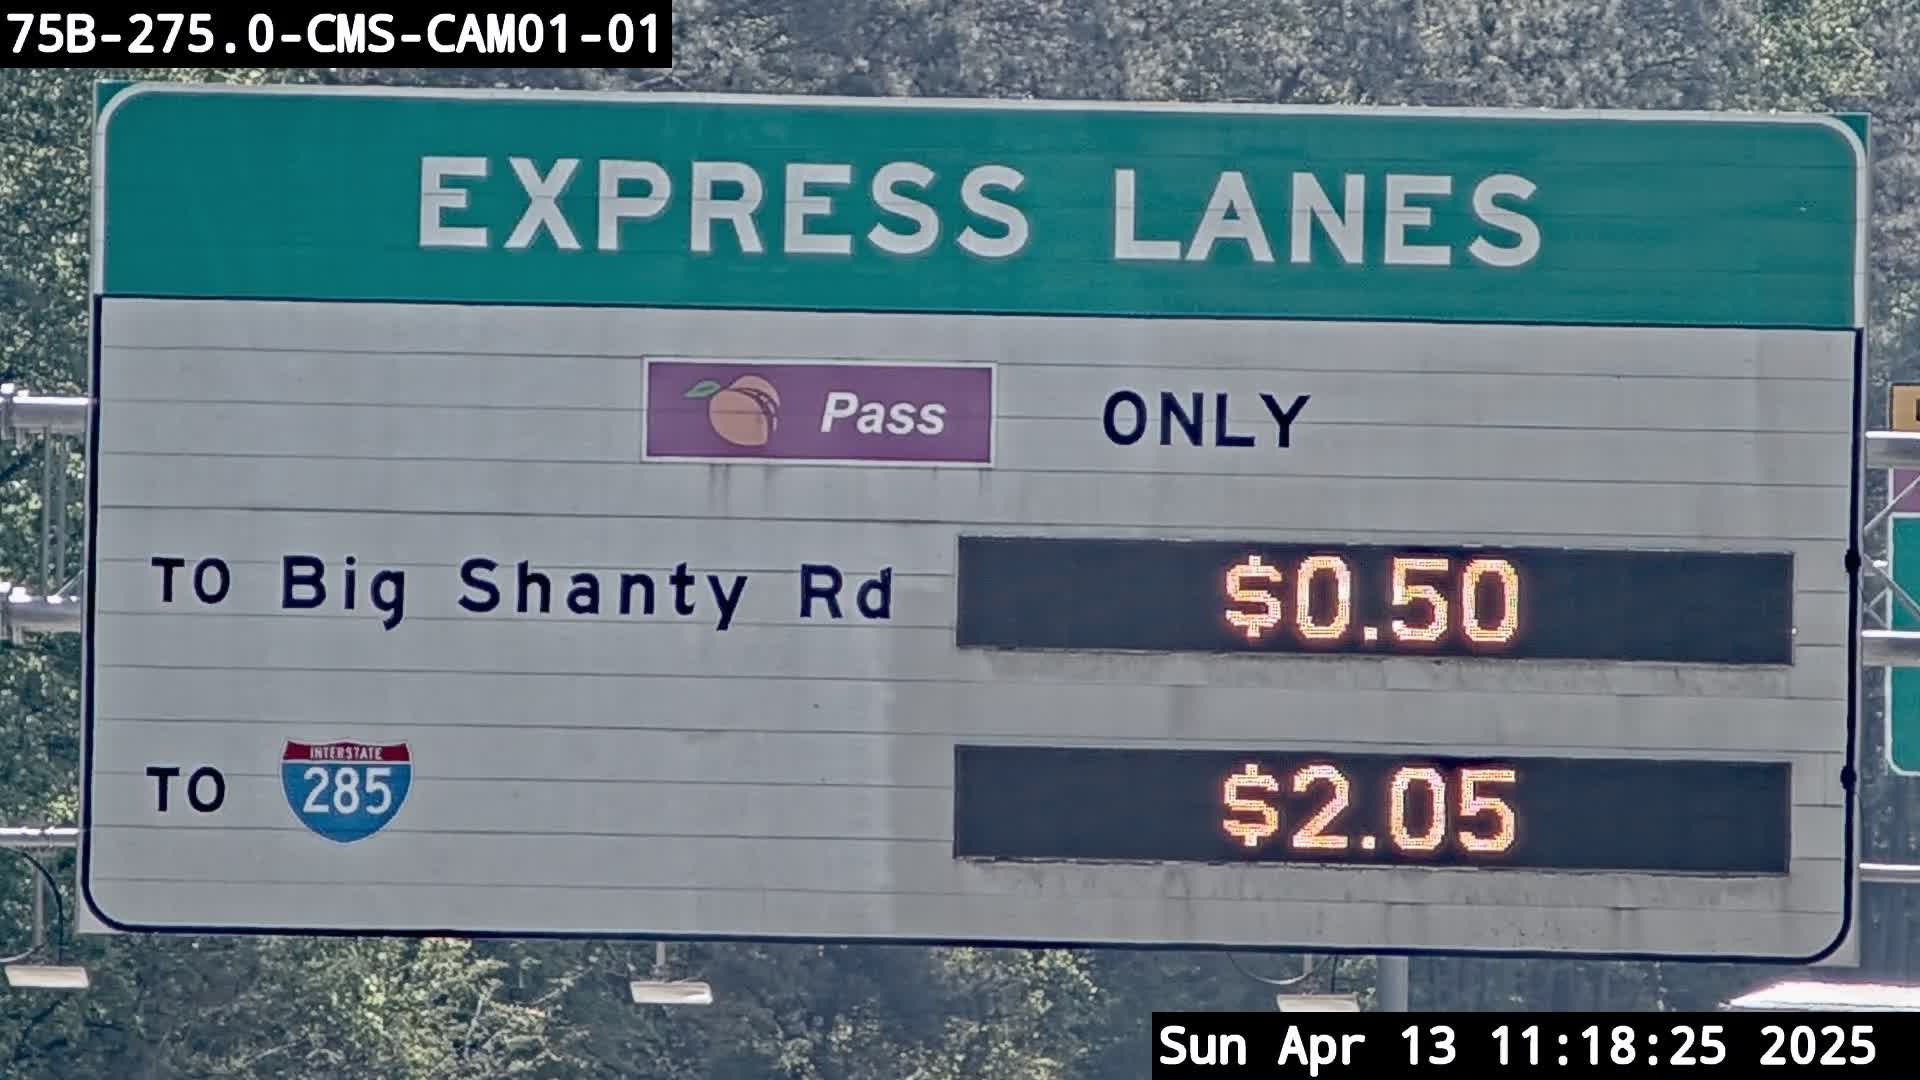 75B-275.0-CMS-CAM01-01
EXPRESS LANES
Pass ONLY
TO Big Shanty Rd $0.50
TO INTERSTATE 285 $2.05
Sun Apr 13 11:18:25 2025